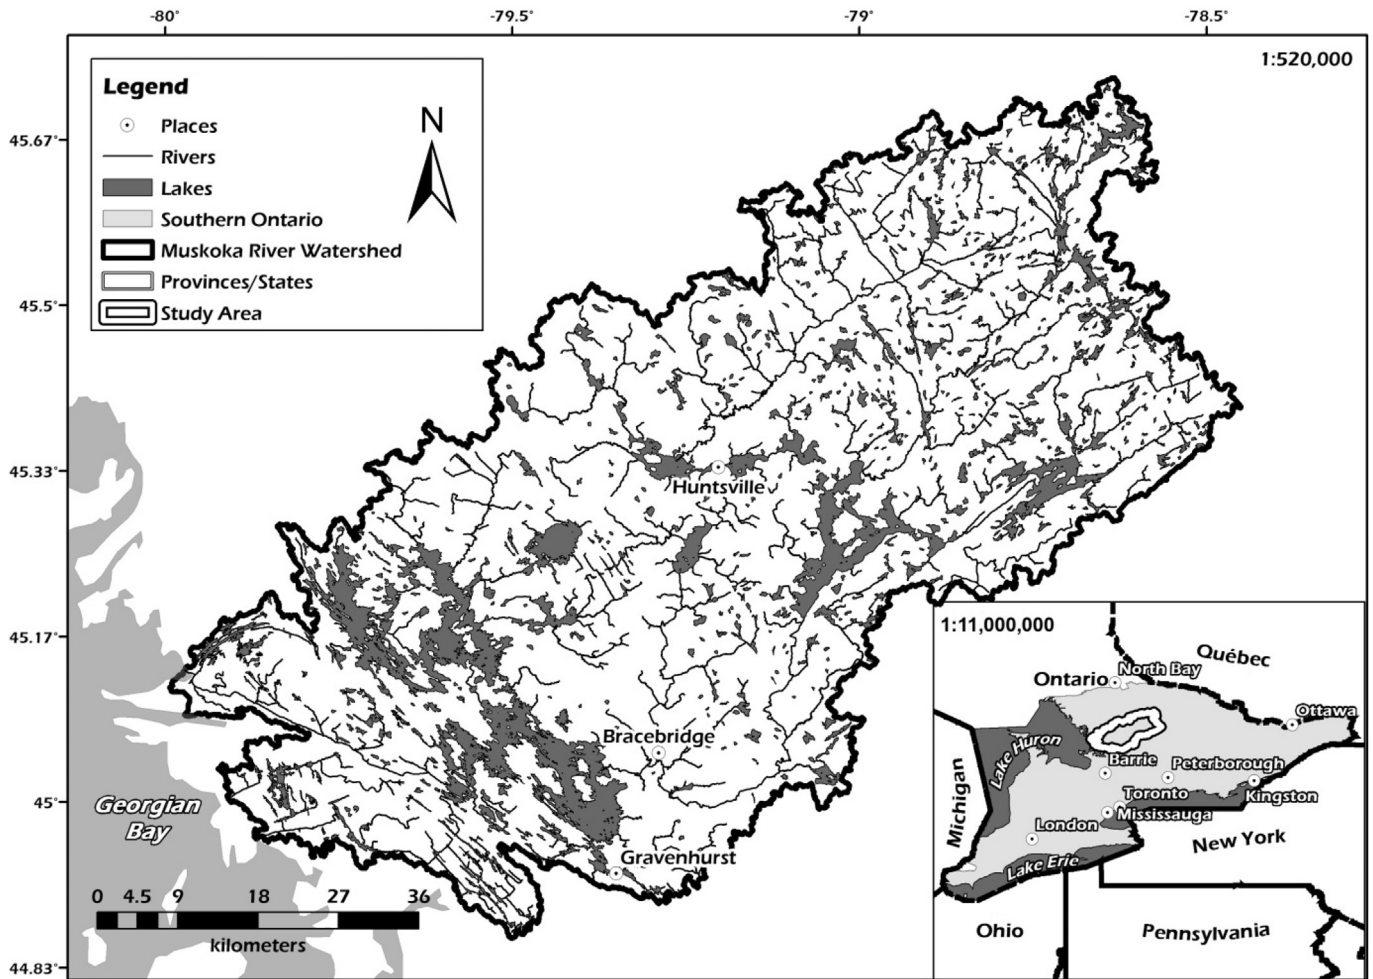 -80°
-79.5°
-79°
-78.5°
1:520,000
Legend
Places
Rivers
Lakes
Southern Ontario
Muskoka River Watershed
Provinces/States
Study Area
N
45.67°
45.5°
45.33°
45.17°
45°
44.83°
Huntsville
Bracebridge
Gravenhurst
Georgian
Bay
0 4.5 9 18 27 36
kilometers
1:11,000,000
Québec
North Bay
Ontario
Ottawa
Lake Huron
Barrie
Peterborough
Michigan
Toronto
Kingston
Mississauga
London
New York
Lake Erie
Ohio
Pennsylvania